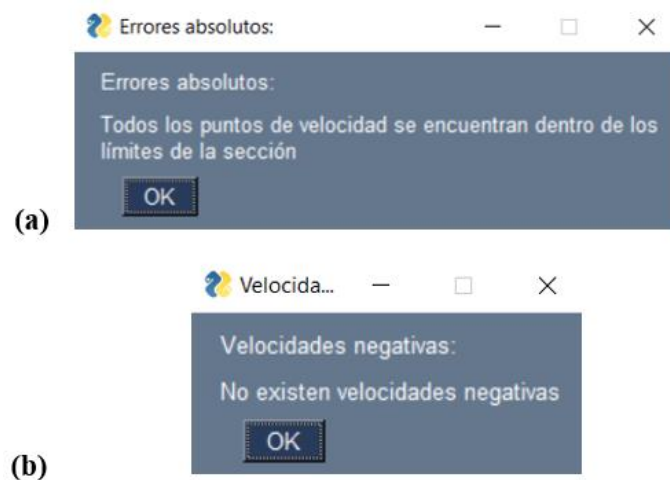 Errores absolutos:
Errores absolutos:
Todos los puntos de velocidad se encuentran dentro de los
límites de la sección
OK
(a)
Velocida...
Velocidades negativas:
No existen velocidades negativas
OK
(b)